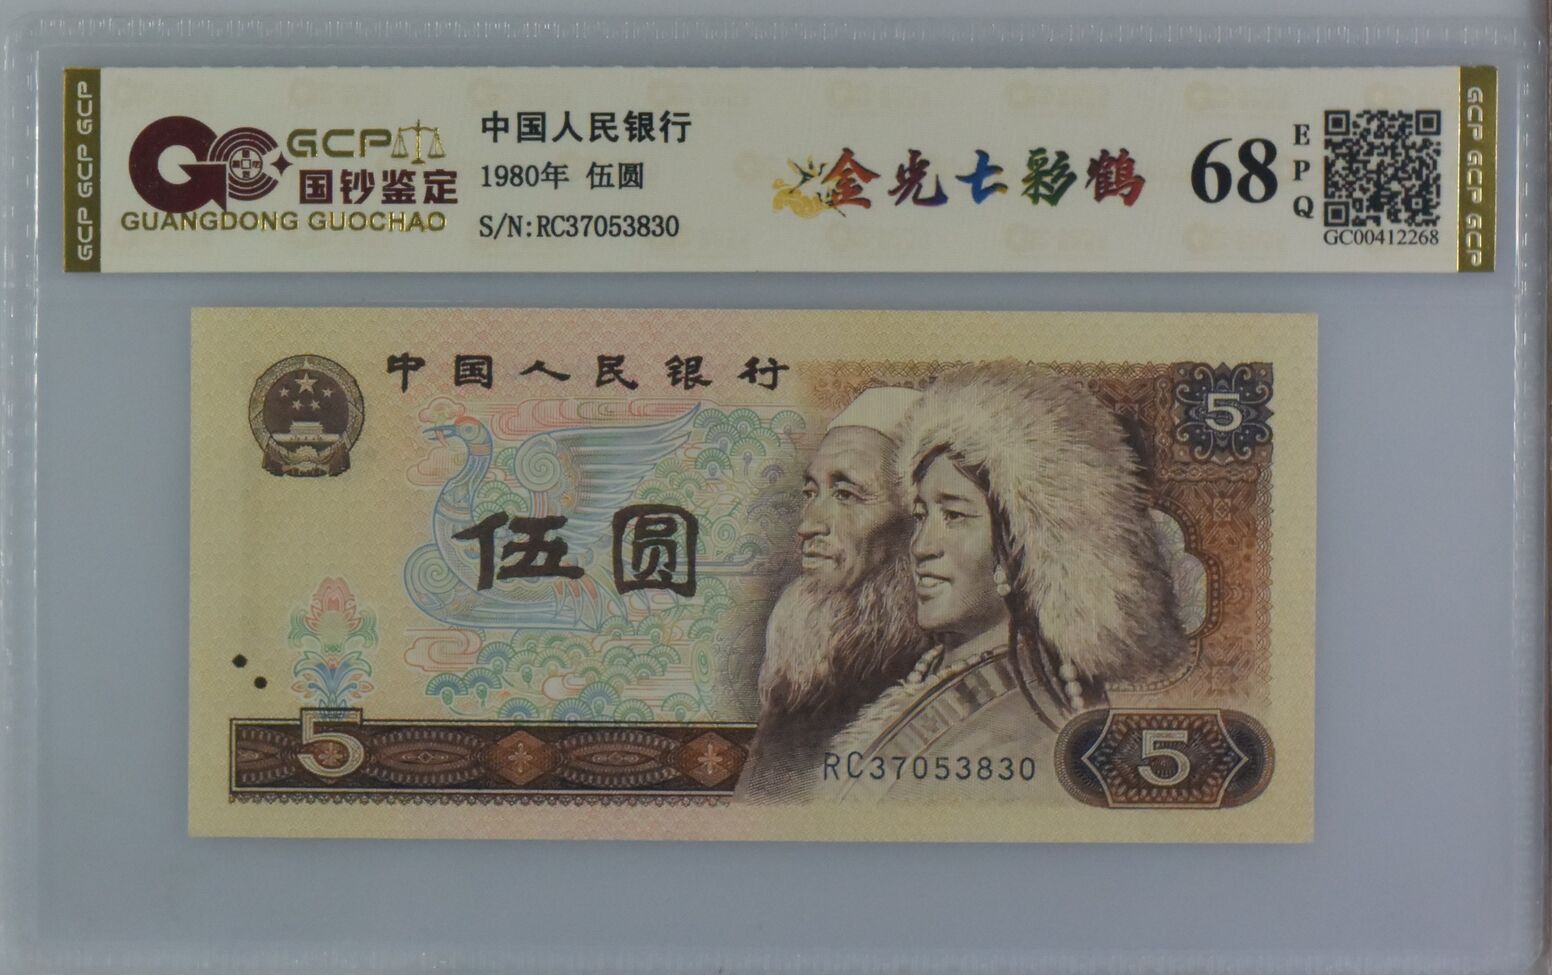 GCP GCP GCP
GCP
国钞鉴定
GUANGDONG GUOCHAO
中国人民银行
1980年 伍圆
S/N:RC37053830
金光七彩鹤
68
EPQ
GC00412268
GCP GCP GCP
中国人民银行
5
伍圆
5
RC37053830
5